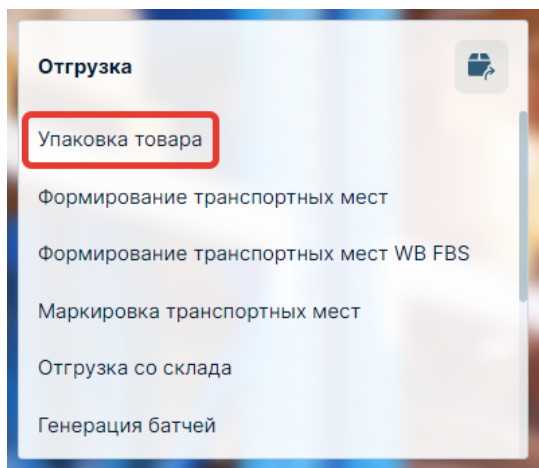 Отгрузка
Упаковка товара
Формирование транспортных мест
Формирование транспортных мест WB FBS
Маркировка транспортных мест
Отгрузка со склада
Генерация батчей